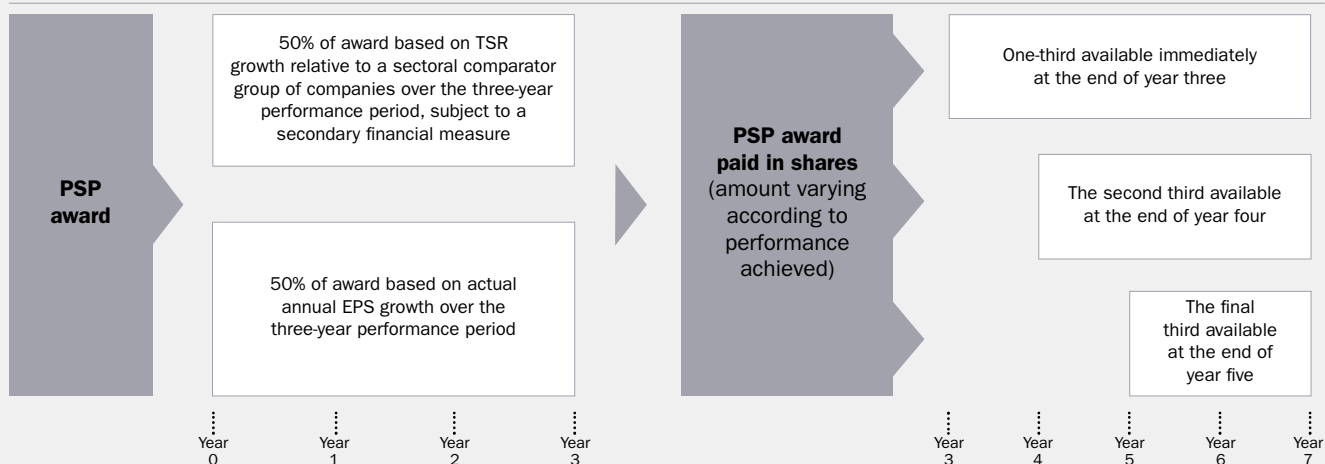 PSP
award
50% of award based on TSR
growth relative to a sectoral comparator
group of companies over the three-year
performance period, subject to a
secondary financial measure
50% of award based on actual
annual EPS growth over the
three-year performance period
Year
0
Year
1
Year
2
Year
3
PSP award
paid in shares
(amount varying
according to
performance
achieved)
One-third available immediately
at the end of year three
The second third available
at the end of year four
The final
third available
at the end of
year five
Year
3
Year
4
Year
5
Year
6
Year
7